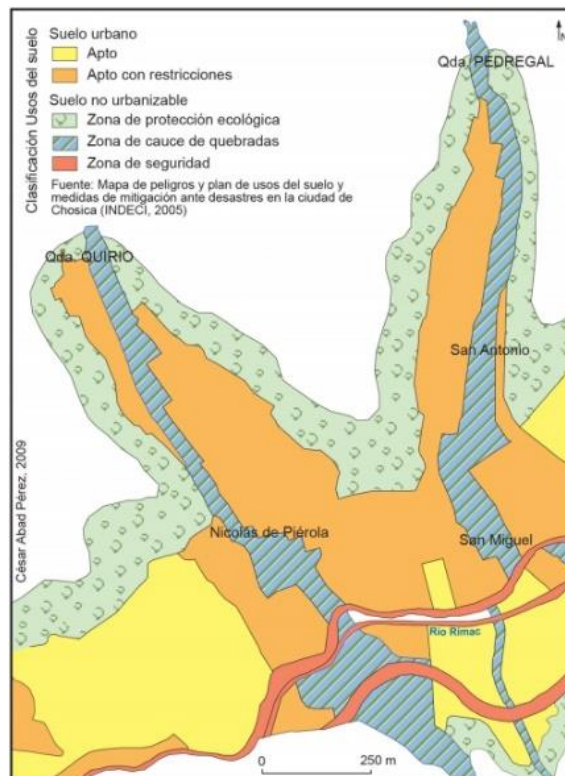 Clasificación Usos del suelo
Suelo urbano
Apto
Apto con restricciones
Suelo no urbanizable
Zona de protección ecológica
Zona de cauce de quebradas
Zona de seguridad
Fuente: Mapa de peligros y plan de usos del suelo y
medidas de mitigación ante desastres en la ciudad de
Chosica (INDECI, 2005)
N
Qda. PEDREGAL
Qda. QUIRIO
San Antonio
César Abad Pérez, 2009
Nicolás de Piérola
San Miguel
Rio Rimac
0 250 m